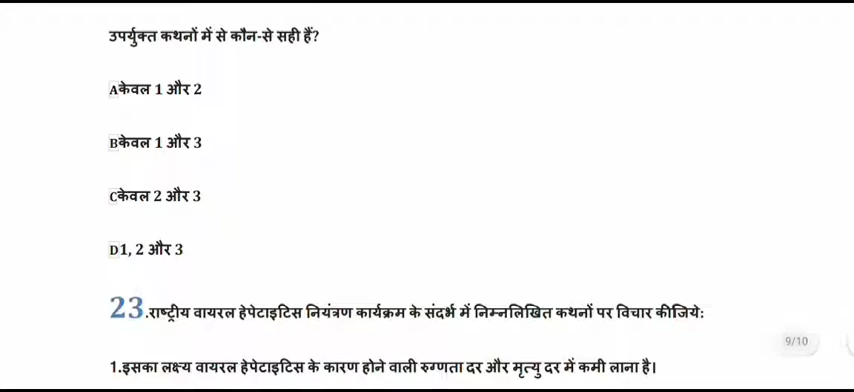 उपर्युक्त कथनों में से कौन-से सही हैं?
Aकेवल 1 और 2
Bकेवल 1 और 3
Cकेवल 2 और 3
D1, 2 और 3
23.राष्ट्रीय वायरल हेपेटाइटिस नियंत्रण कार्यक्रम के संदर्भ में निम्नलिखित कथनों पर विचार कीजिये:
9/10
1.इसका लक्ष्य वायरल हेपेटाइटिस के कारण होने वाली रुग्णता दर और मृत्यु दर में कमी लाना है।